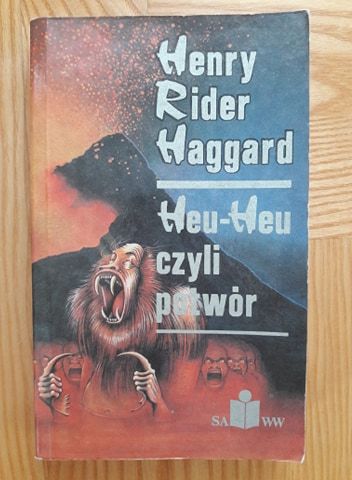 Henry
Rider
Haggard
Heu-Heu
czyli
potwór
SA WW